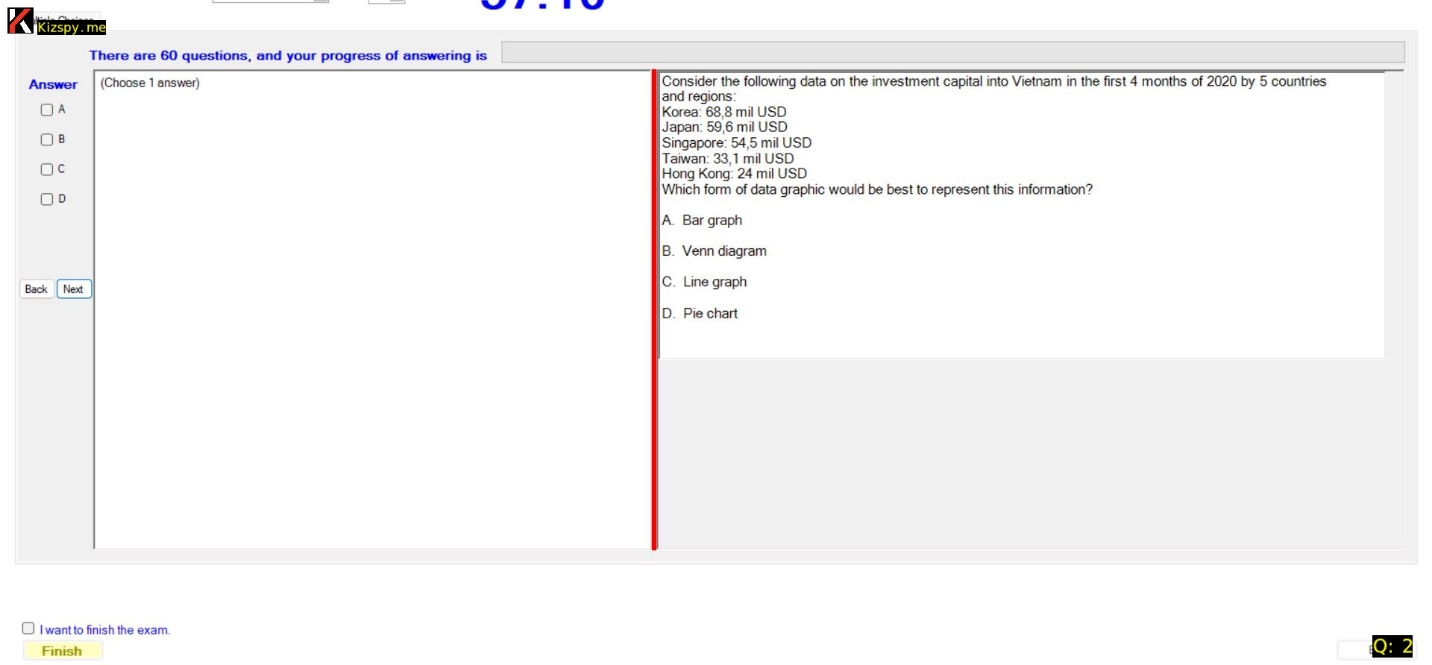 Kizspy.me
There are 60 questions, and your progress of answering is
Answer
(Choose 1 answer)
A
B
C
D
Back Next
Consider the following data on the investment capital into Vietnam in the first 4 months of 2020 by 5 countries
and regions:
Korea: 68,8 mil USD
Japan: 59,6 mil USD
Singapore: 54,5 mil USD
Taiwan: 33,1 mil USD
Hong Kong: 24 mil USD
Which form of data graphic would be best to represent this information?
A. Bar graph
B. Venn diagram
C. Line graph
D. Pie chart
I want to finish the exam.
Finish
Q: 2